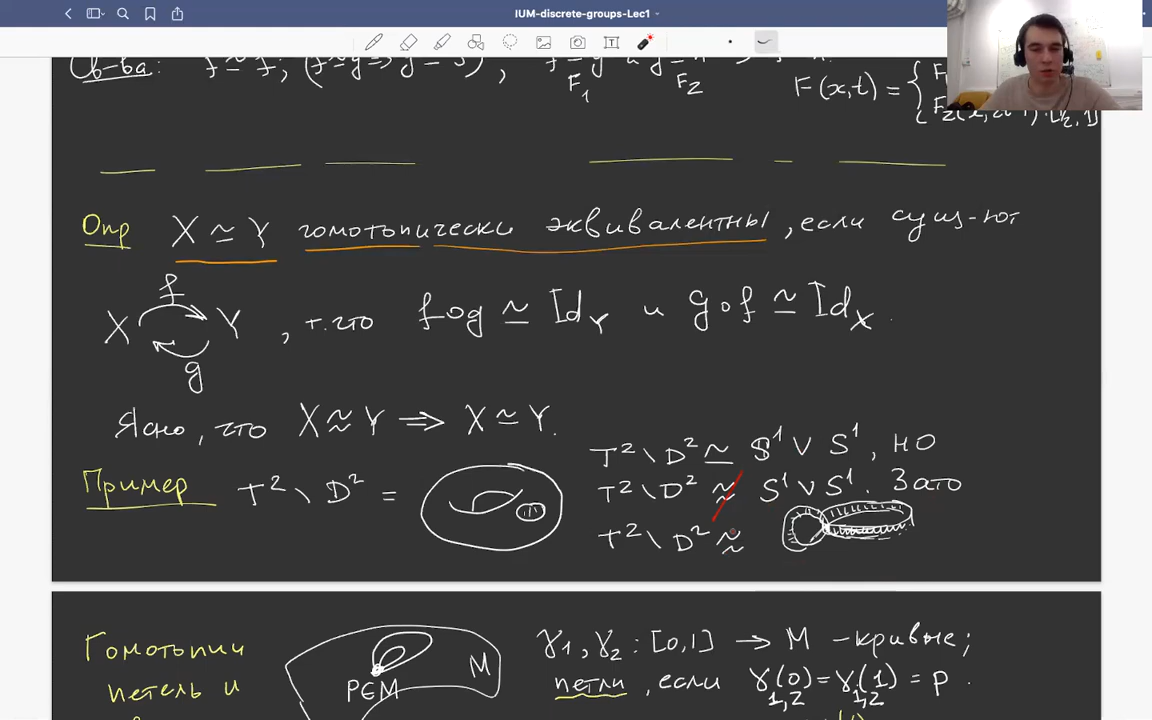 IUM-discrete-groups-Lec1
Св-ва: f ≃ f;
F₁ F₂ F(x,t) = {
Опр X ≃ Y гомотопически эквивалентны, если сущ-ют
f
X Y, т.что f∘g ≃ Id_Y и g∘f ≃ Id_X.
g
Ясно, что X ≈ Y ⟹ X ≃ Y.
Пример T² \ D² =
T² \ D² ≃ S¹ ∨ S¹, но
T² \ D² ≉ S¹ ∨ S¹. Зато
T² \ D² ≈
Гомотопии
петель и
p∈M M
γ₁, γ₂ : [0,1] → M - кривые;
петли, если γ₁,₂(0) = γ₁,₂(1) = p.